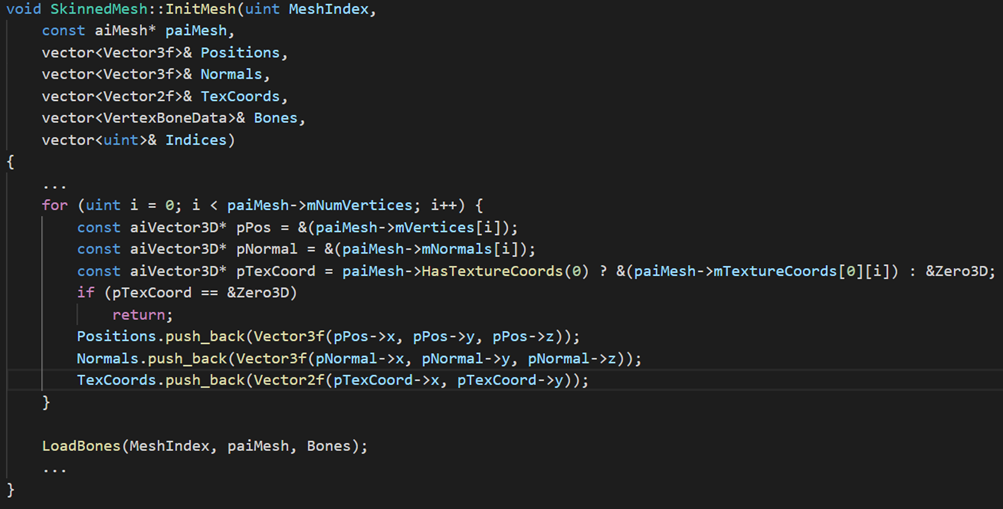 void SkinnedMesh::InitMesh(uint MeshIndex,
    const aiMesh* paiMesh,
    vector<Vector3f>& Positions,
    vector<Vector3f>& Normals,
    vector<Vector2f>& TexCoords,
    vector<VertexBoneData>& Bones,
    vector<uint>& Indices)
{
    ...
    for (uint i = 0; i < paiMesh->mNumVertices; i++) {
        const aiVector3D* pPos = &(paiMesh->mVertices[i]);
        const aiVector3D* pNormal = &(paiMesh->mNormals[i]);
        const aiVector3D* pTexCoord = paiMesh->HasTextureCoords(0) ? &(paiMesh->mTextureCoords[0][i]) : &Zero3D;
        if (pTexCoord == &Zero3D)
            return;
        Positions.push_back(Vector3f(pPos->x, pPos->y, pPos->z));
        Normals.push_back(Vector3f(pNormal->x, pNormal->y, pNormal->z));
        TexCoords.push_back(Vector2f(pTexCoord->x, pTexCoord->y));
    }

    LoadBones(MeshIndex, paiMesh, Bones);
    ...
}